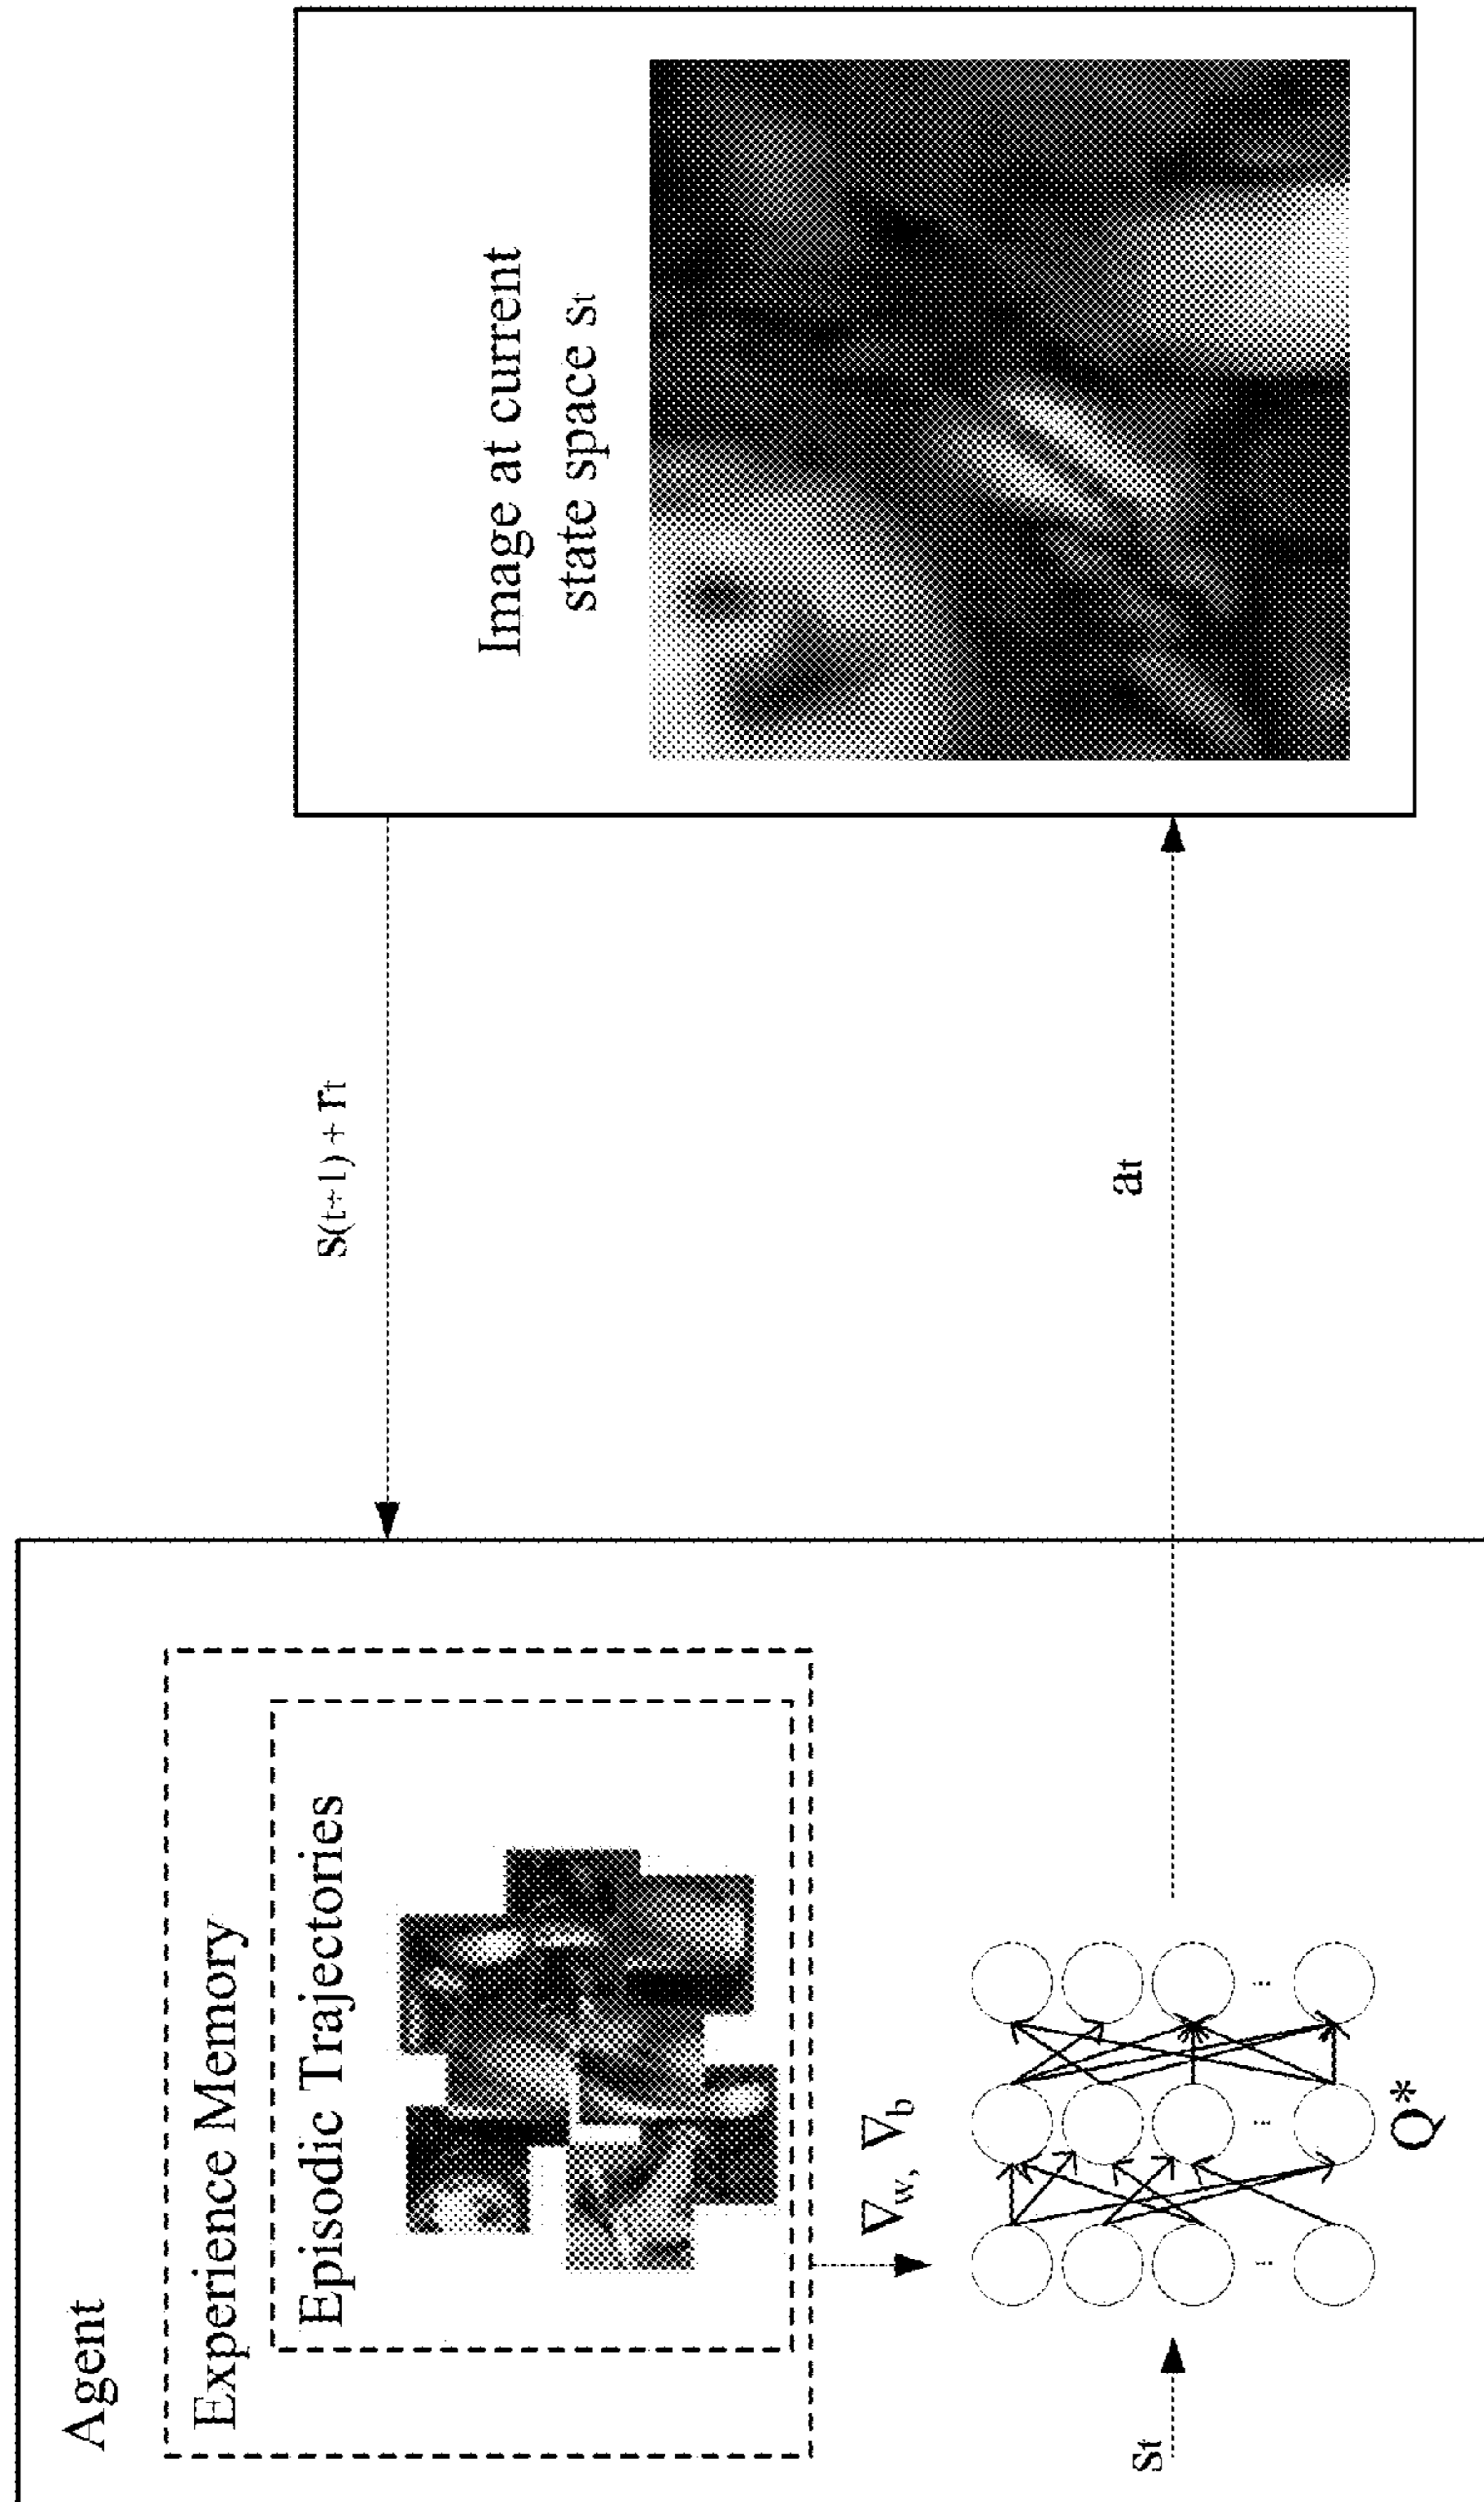 Agent
Experience Memory
Episodic Trajectories
∇w, ∇b
st
Q*
s(t+1) + rt
at
Image at current
state space st